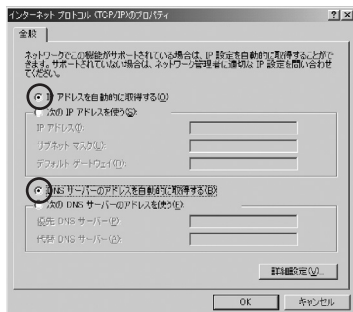 インターネット プロトコル (TCP/IP)のプロパティ
全般
ネットワークでこの機能がサポートされている場合は、IP 設定を自動的に取得することがで
きます。サポートされていない場合は、ネットワーク管理者に適切な IP 設定を問い合わせ
てください。
IP アドレスを自動的に取得する(O)
次の IP アドレスを使う(S):
IP アドレス(I):
サブネット マスク(U):
デフォルト ゲートウェイ(D):
DNS サーバーのアドレスを自動的に取得する(B)
次の DNS サーバーのアドレスを使う(E):
優先 DNS サーバー(P):
代替 DNS サーバー(A):
詳細設定(V)...
OK
キャンセル